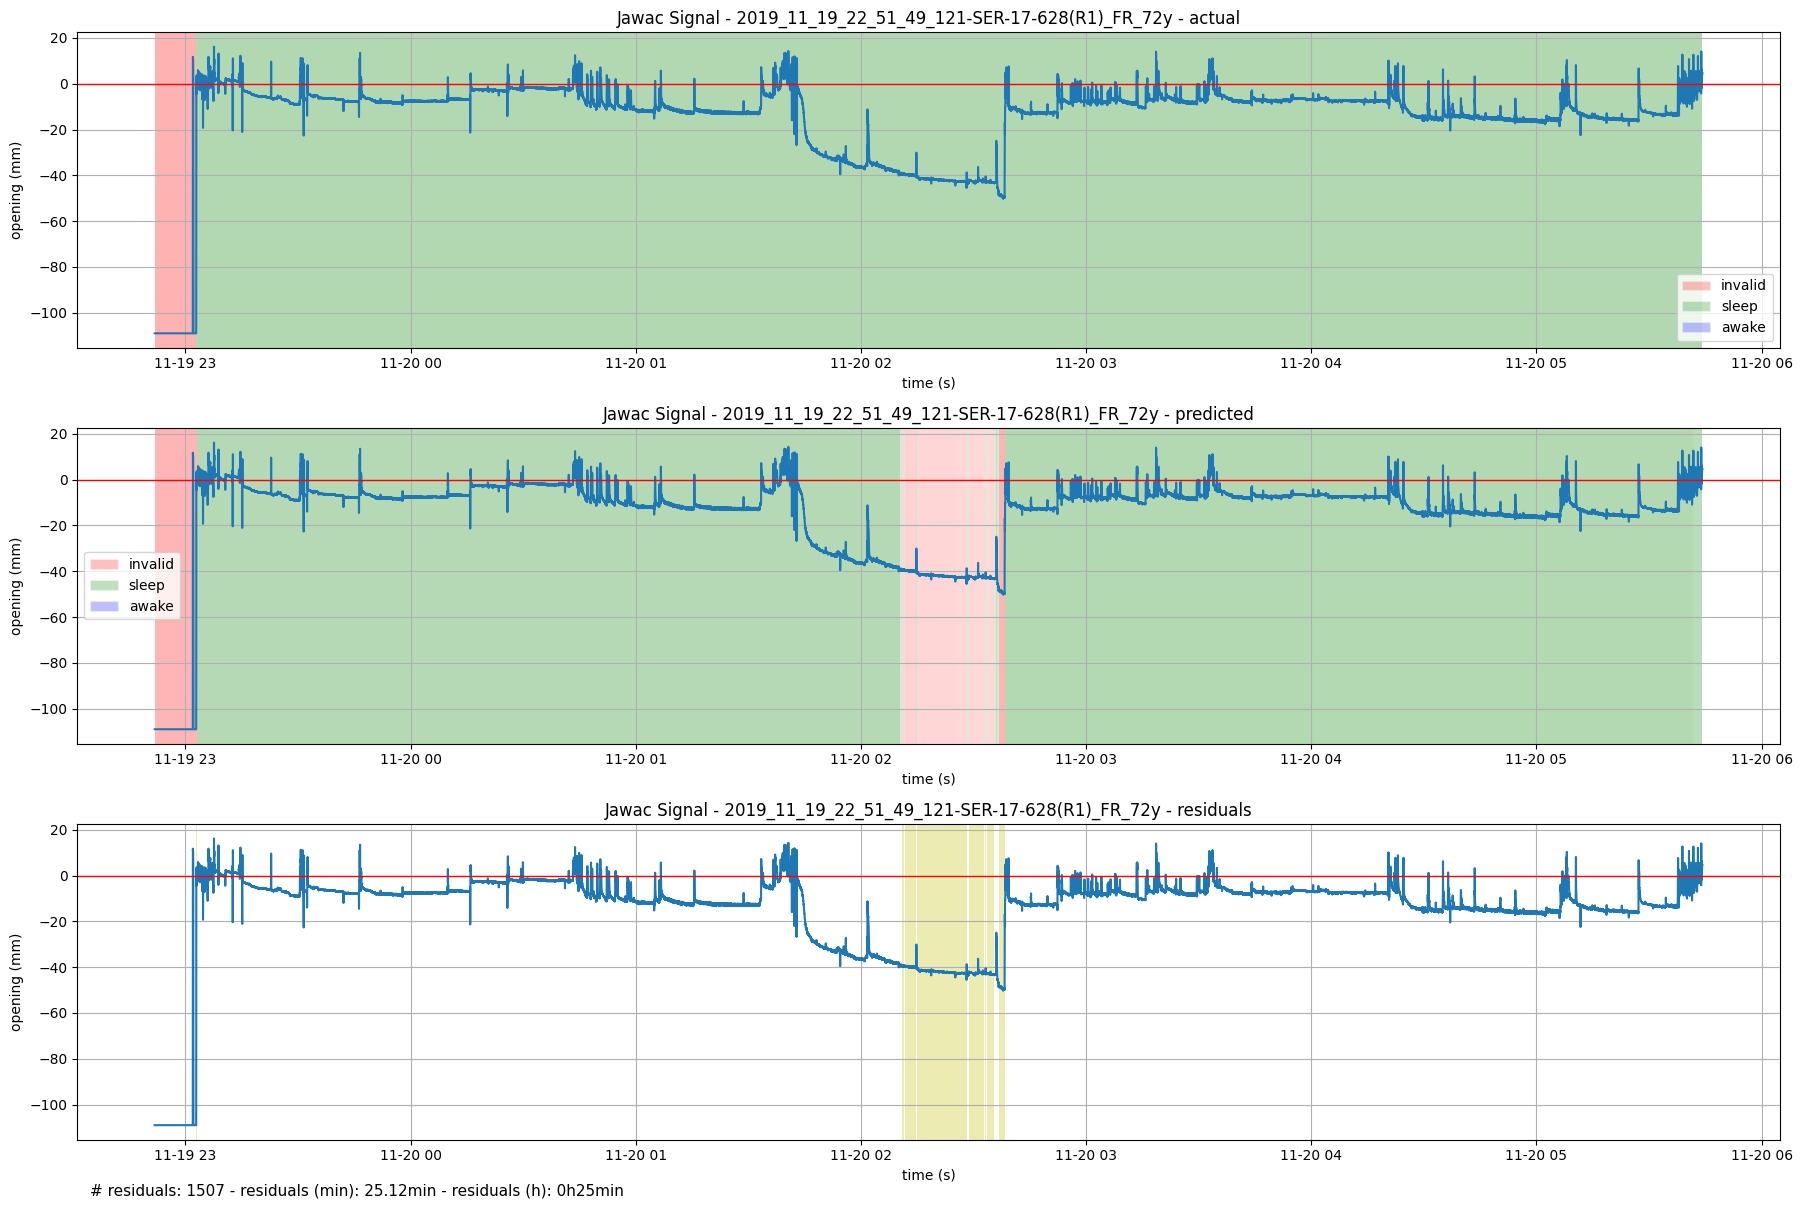 Jawac Signal - 2019_11_19_22_51_49_121-SER-17-628(R1)_FR_72y - actual
opening (mm)
20
0
−20
−40
−60
−80
−100
invalid
sleep
awake
11-19 23
11-20 00
11-20 01
11-20 02
11-20 03
11-20 04
11-20 05
11-20 06
time (s)
Jawac Signal - 2019_11_19_22_51_49_121-SER-17-628(R1)_FR_72y - predicted
opening (mm)
20
0
−20
−40
−60
−80
−100
invalid
sleep
awake
11-19 23
11-20 00
11-20 01
11-20 02
11-20 03
11-20 04
11-20 05
11-20 06
time (s)
Jawac Signal - 2019_11_19_22_51_49_121-SER-17-628(R1)_FR_72y - residuals
opening (mm)
20
0
−20
−40
−60
−80
−100
11-19 23
11-20 00
11-20 01
11-20 02
11-20 03
11-20 04
11-20 05
11-20 06
time (s)
# residuals: 1507 - residuals (min): 25.12min - residuals (h): 0h25min